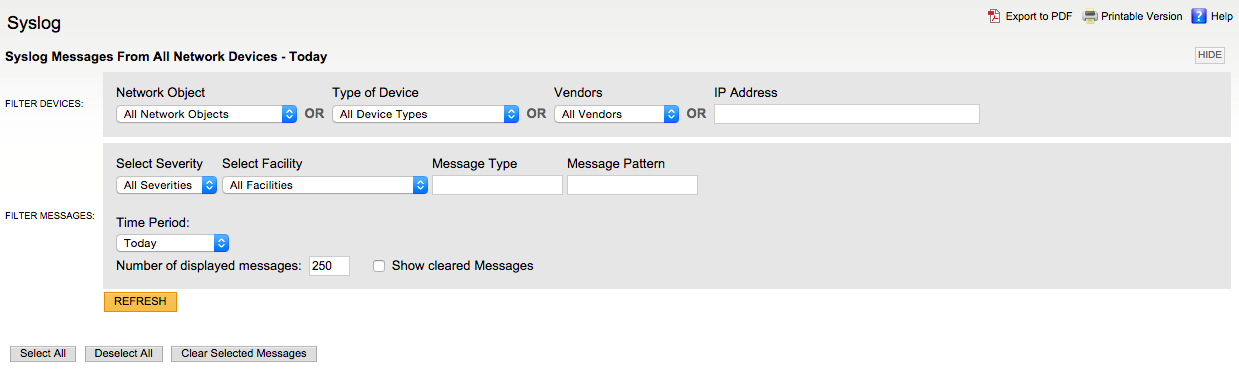 Syslog
Export to PDF Printable Version ? Help
Syslog Messages From All Network Devices - Today
HIDE
FILTER DEVICES:
Network Object Type of Device Vendors IP Address
All Network Objects OR All Device Types OR All Vendors OR
FILTER MESSAGES:
Select Severity Select Facility Message Type Message Pattern
All Severities All Facilities
Time Period:
Today
Number of displayed messages: 250 Show cleared Messages
REFRESH
Select All Deselect All Clear Selected Messages